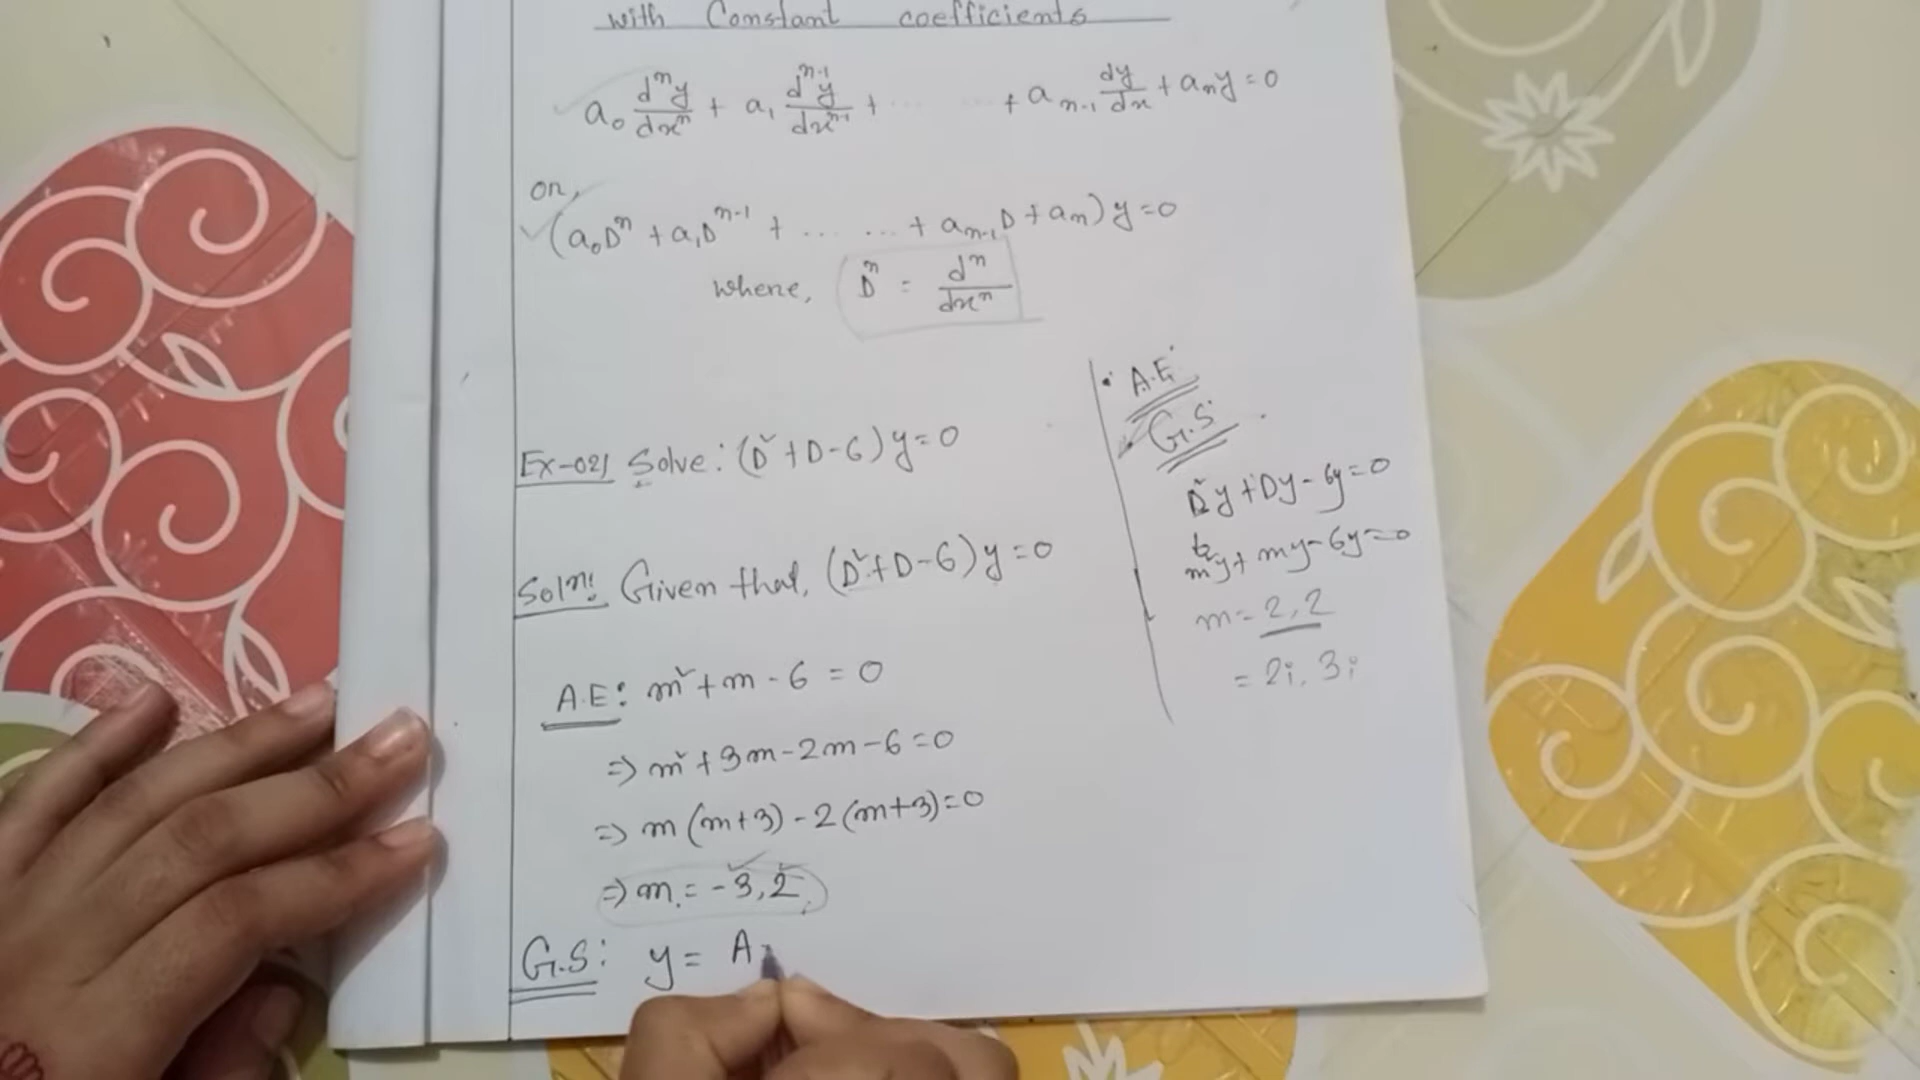 with Constant coefficients
a₀ dⁿy/dxⁿ + a₁ dⁿ⁻¹y/dxⁿ⁻¹ + ...... + aₙ₋₁ dy/dx + aₙy = 0
or,
(a₀Dⁿ + a₁Dⁿ⁻¹ + ...... + aₙ₋₁D + aₙ)y = 0
where, Dⁿ = dⁿ/dxⁿ
Ex-02) Solve: (D² + D - 6) y = 0
Solⁿ: Given that, (D² + D - 6) y = 0
A.E: m² + m - 6 = 0
⇒ m² + 3m - 2m - 6 = 0
⇒ m (m+3) - 2 (m+3) = 0
⇒ m = -3, 2
G.S: y = A
A.E
G.S
D²y + Dy - 6y = 0
m²y + my - 6y = 0
m = 2, 2
= 2i, 3i